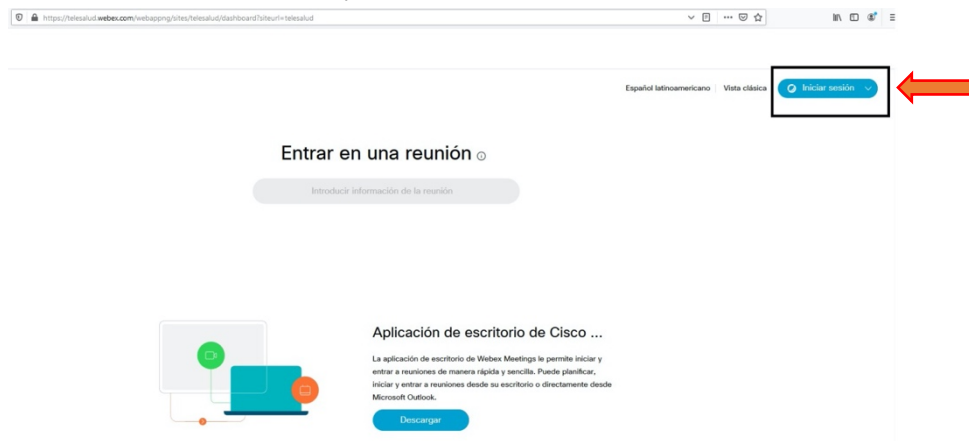 https://telesalud.webex.com/webappng/sites/telesalud/dashboard?siteurl=telesalud
Español latinoamericano Vista clásica Iniciar sesión
Entrar en una reunión
Introducir información de la reunión
Aplicación de escritorio de Cisco ...
La aplicación de escritorio de Webex Meetings le permite iniciar y
entrar a reuniones de manera rápida y sencilla. Puede planificar,
iniciar y entrar a reuniones desde su escritorio o directamente desde
Microsoft Outlook.
Descargar